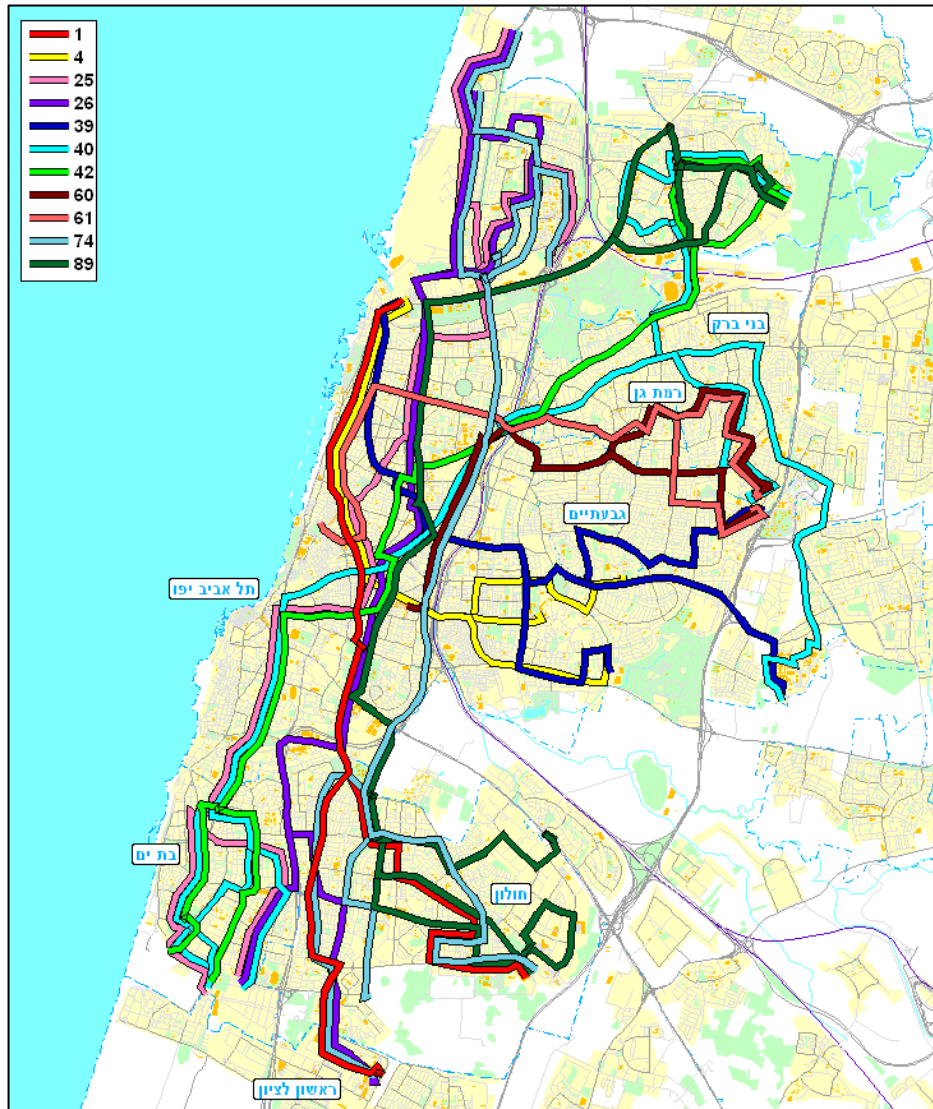 1
4
25
26
39
40
42
60
61
74
89
בני ברק
רמת גן
גבעתיים
תל אביב יפו
בת ים
חולון
ראשון לציון